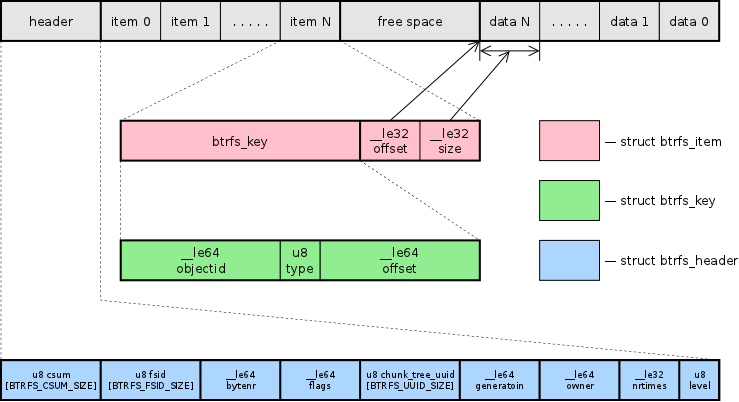 header
item 0
item 1
. . . . .
item N
free space
data N
. . . . .
data 1
data 0
btrfs_key
__le32
offset
__le32
size
— struct btrfs_item
— struct btrfs_key
__le64
objectid
u8
type
__le64
offset
— struct btrfs_header
u8 csum
[BTRFS_CSUM_SIZE]
u8 fsid
[BTRFS_FSID_SIZE]
__le64
bytenr
__le64
flags
u8 chunk_tree_uuid
[BTRFS_UUID_SIZE]
__le64
generatoin
__le64
owner
__le32
nrtimes
u8
level